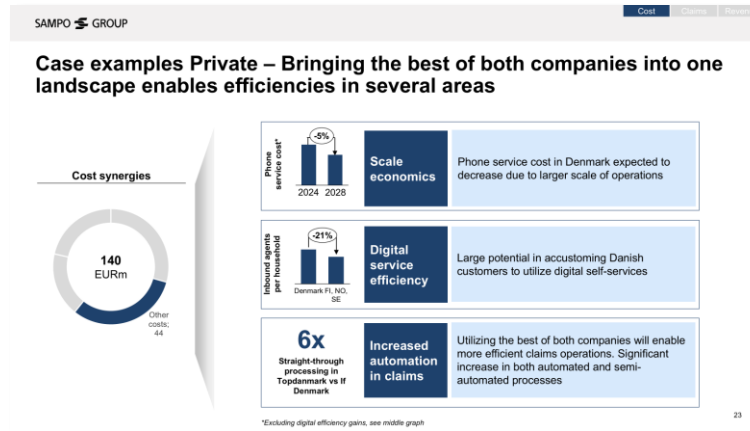 Cost Claims Revenue
SAMPO GROUP
Case examples Private – Bringing the best of both companies into one
landscape enables efficiencies in several areas
Cost synergies
140
EURm
Other
costs;
44
Phone
service cost*
-5%
2024 2028
Scale
economics
Phone service cost in Denmark expected to
decrease due to larger scale of operations
Inbound agents
per household
-21%
Denmark FI, NO,
SE
Digital
service
efficiency
Large potential in accustoming Danish
customers to utilize digital self-services
6x
Straight-through
processing in
Topdanmark vs If
Denmark
Increased
automation
in claims
Utilizing the best of both companies will enable
more efficient claims operations. Significant
increase in both automated and semi-
automated processes
*Excluding digital efficiency gains, see middle graph
23